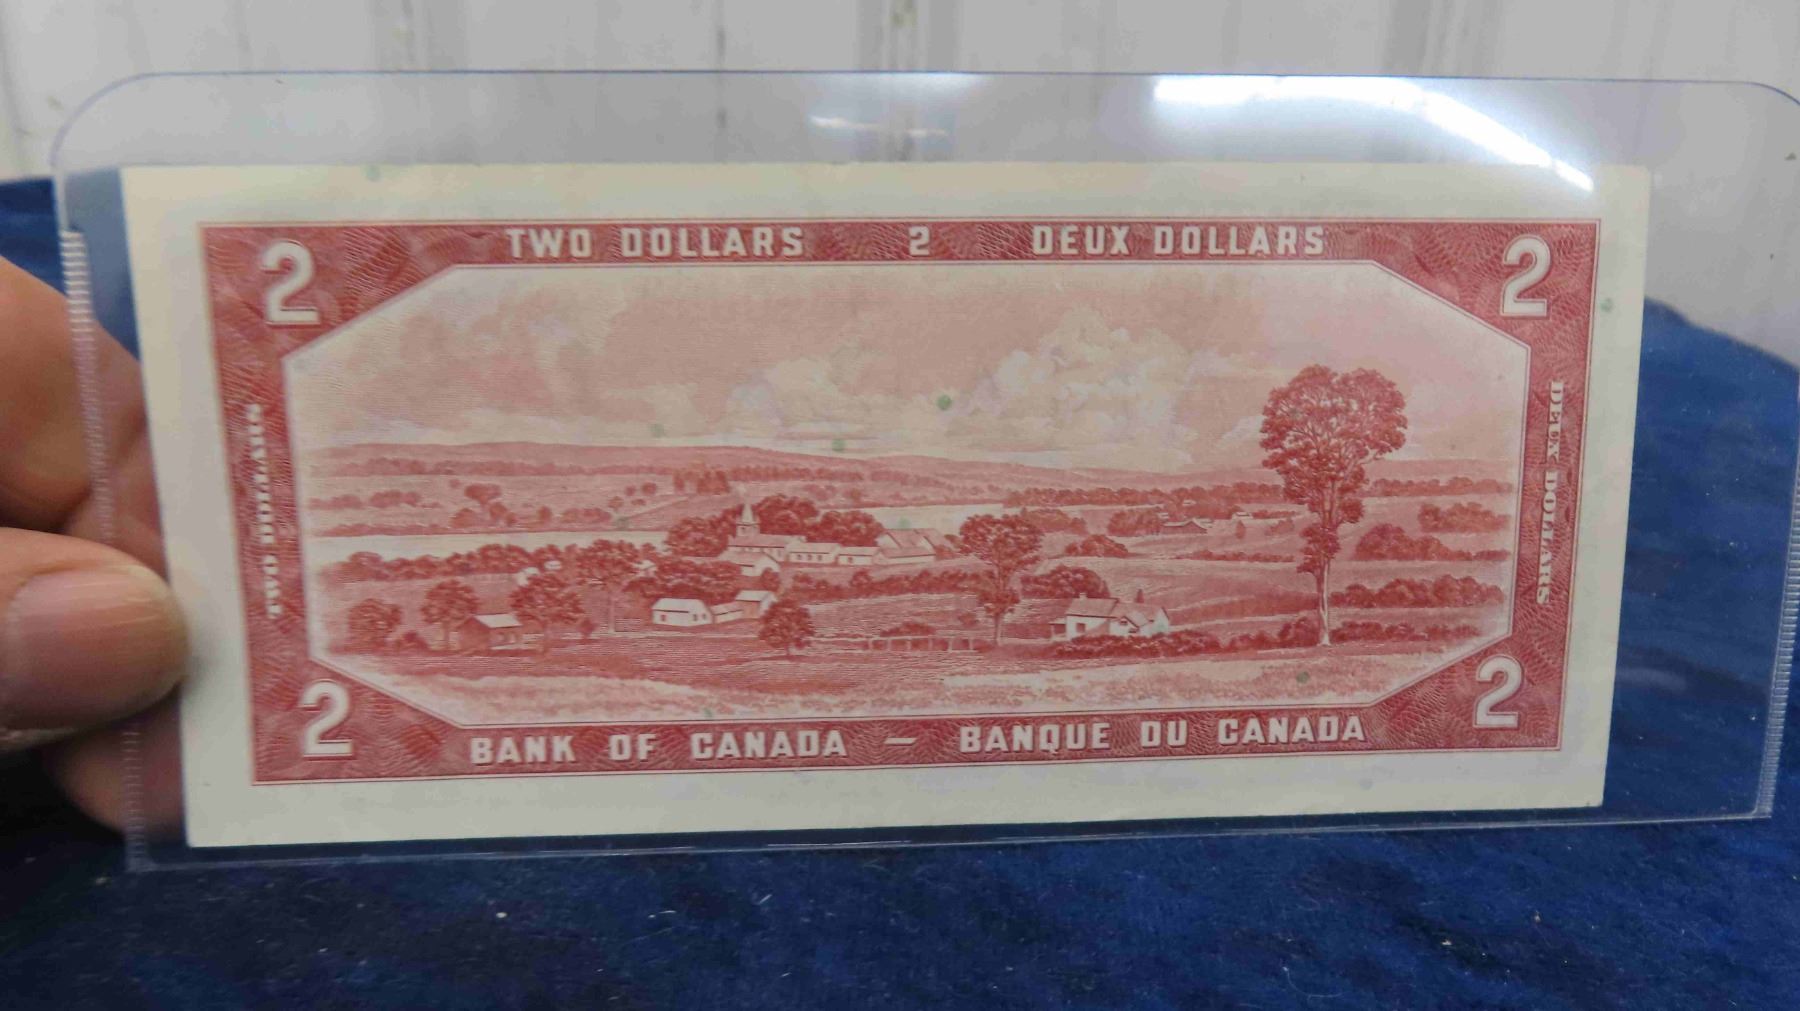 TWO DOLLARS 2 DEUX DOLLARS
2 2
TWO DOLLARS
DEUX DOLLARS
2 2
BANK OF CANADA — BANQUE DU CANADA